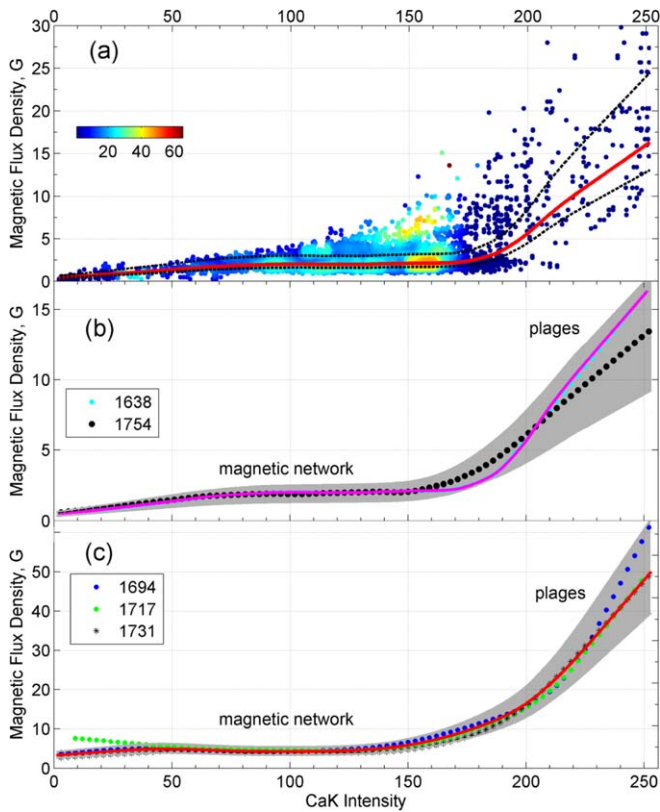 30
25
20
15
10
5
0
Magnetic Flux Density, G
(a)
20 40 60
0 50 100 150 200 250
15
10
5
0
Magnetic Flux Density, G
(b)
plages
1638
1754
magnetic network
50
40
30
20
10
0
Magnetic Flux Density, G
(c)
1694
1717
1731
plages
magnetic network
0 50 100 150 200 250
CaK Intensity